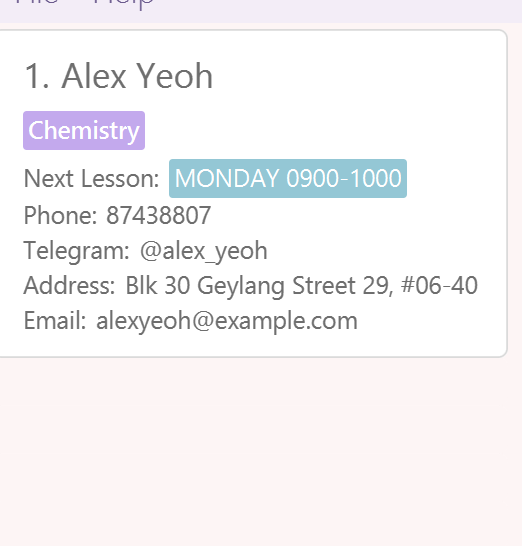 File Help
1. Alex Yeoh
Chemistry
Next Lesson: MONDAY 0900-1000
Phone: 87438807
Telegram: @alex_yeoh
Address: Blk 30 Geylang Street 29, #06-40
Email: alexyeoh@example.com